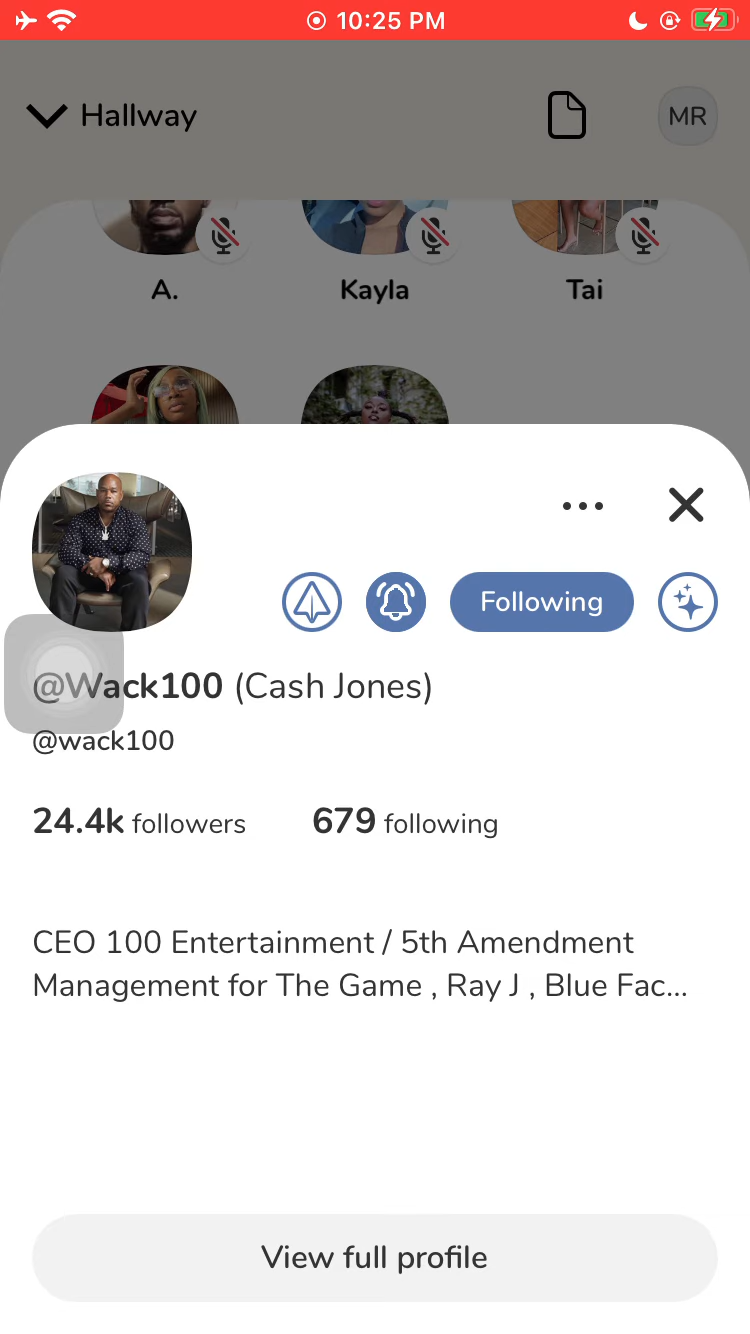 10:25 PM
Hallway
MR
A.
Kayla
Tai
Following
@Wack100 (Cash Jones)
@wack100
24.4k followers 679 following
CEO 100 Entertainment / 5th Amendment
Management for The Game , Ray J , Blue Fac...
View full profile